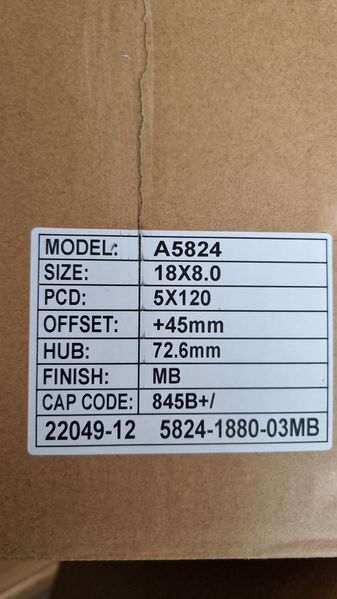 MODEL: A5824
SIZE: 18X8.0
PCD: 5X120
OFFSET: +45mm
HUB: 72.6mm
FINISH: MB
CAP CODE: 845B+/
22049-12 5824-1880-03MB